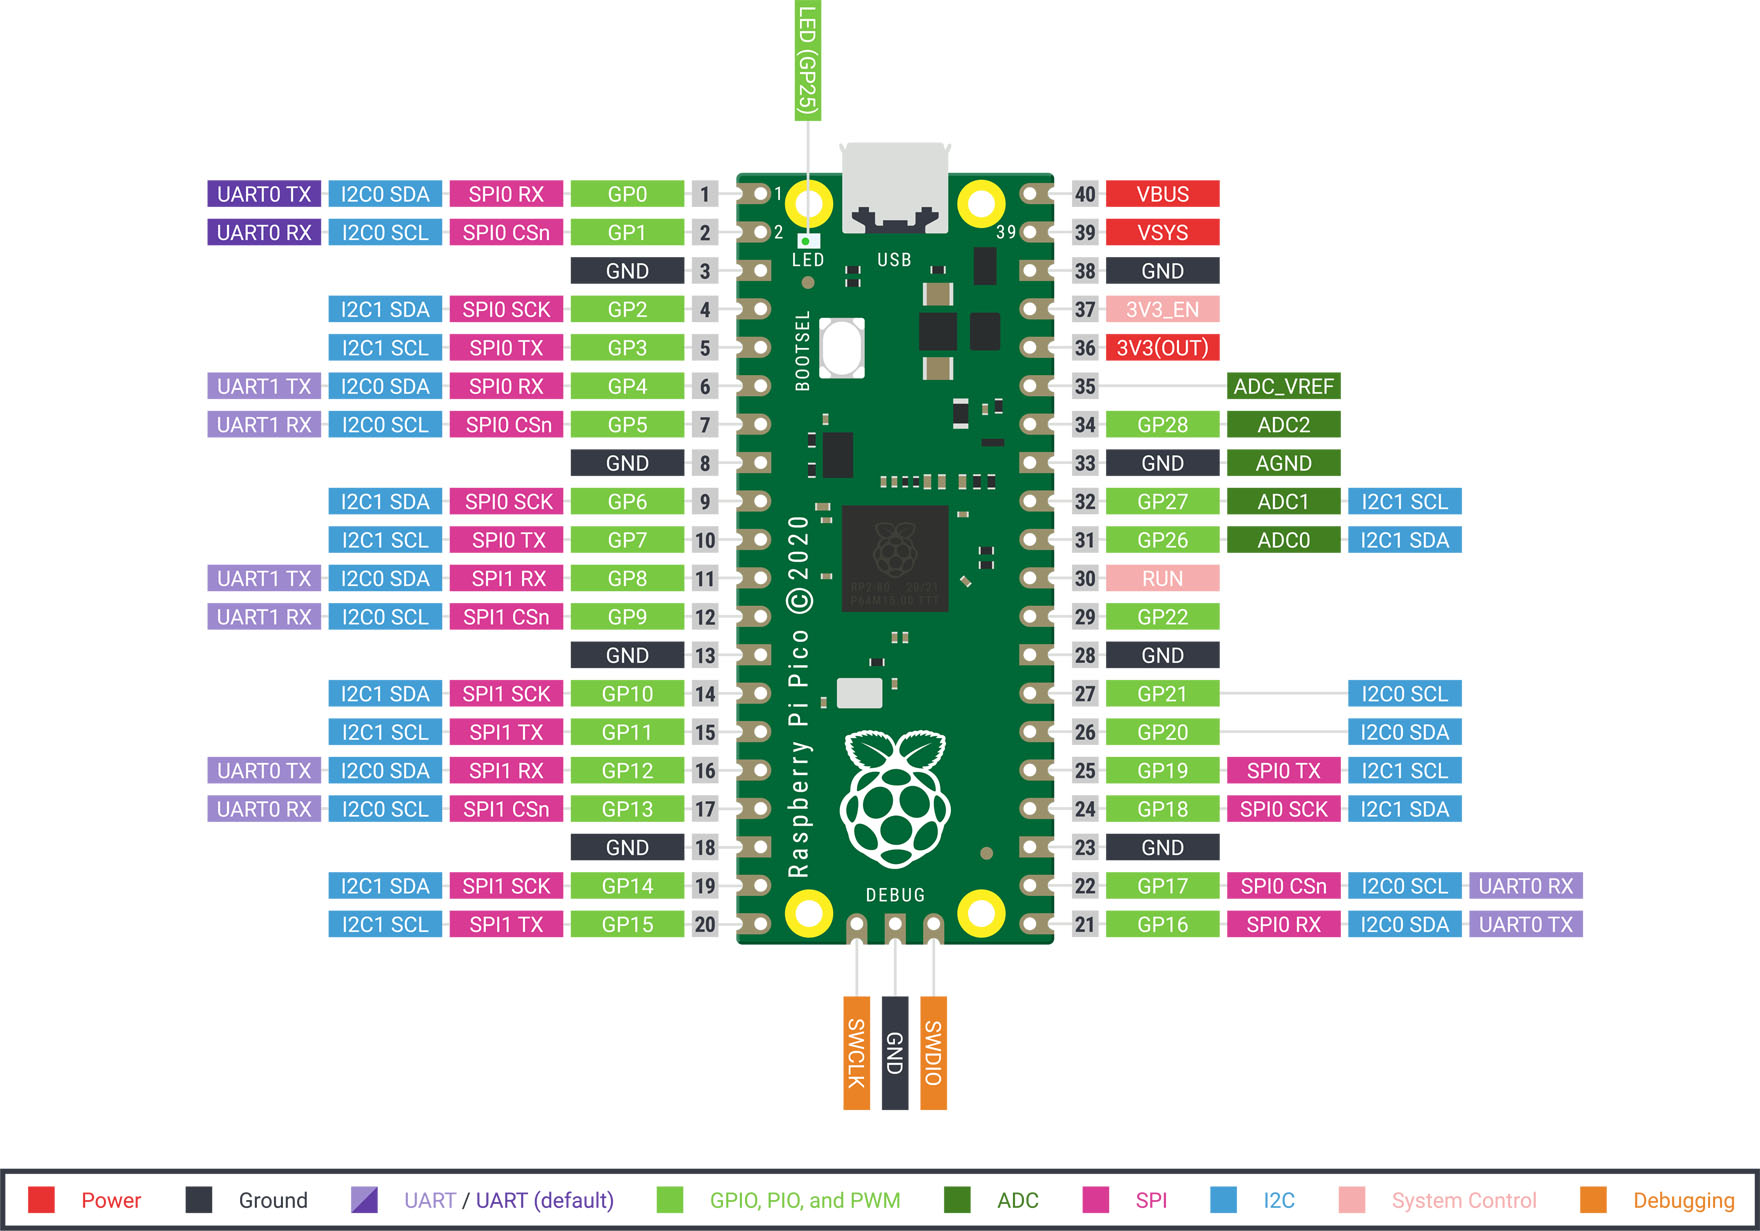 LED (GP25)
UART0 TX I2C0 SDA SPI0 RX GP0 1 1 40 VBUS
UART0 RX I2C0 SCL SPI0 CSn GP1 2 2 39 39 VSYS
LED USB
GND 3 38 GND
I2C1 SDA SPI0 SCK GP2 4 37 3V3_EN
I2C1 SCL SPI0 TX GP3 5 36 3V3(OUT)
BOOTSEL
UART1 TX I2C0 SDA SPI0 RX GP4 6 35 ADC_VREF
UART1 RX I2C0 SCL SPI0 CSn GP5 7 34 GP28 ADC2
GND 8 33 GND AGND
I2C1 SDA SPI0 SCK GP6 9 32 GP27 ADC1 I2C1 SCL
I2C1 SCL SPI0 TX GP7 10 31 GP26 ADC0 I2C1 SDA
UART1 TX I2C0 SDA SPI1 RX GP8 11 30 RUN
UART1 RX I2C0 SCL SPI1 CSn GP9 12 29 GP22
GND 13 28 GND
I2C1 SDA SPI1 SCK GP10 14 27 GP21 I2C0 SCL
I2C1 SCL SPI1 TX GP11 15 26 GP20 I2C0 SDA
UART0 TX I2C0 SDA SPI1 RX GP12 16 25 GP19 SPI0 TX I2C1 SCL
UART0 RX I2C0 SCL SPI1 CSn GP13 17 24 GP18 SPI0 SCK I2C1 SDA
Raspberry Pi Pico ©2020
GND 18 23 GND
I2C1 SDA SPI1 SCK GP14 19 22 GP17 SPI0 CSn I2C0 SCL UART0 RX
DEBUG
I2C1 SCL SPI1 TX GP15 20 21 GP16 SPI0 RX I2C0 SDA UART0 TX
SWCLK
GND
SWDIO
Power Ground UART / UART (default) GPIO, PIO, and PWM ADC SPI I2C System Control Debugging